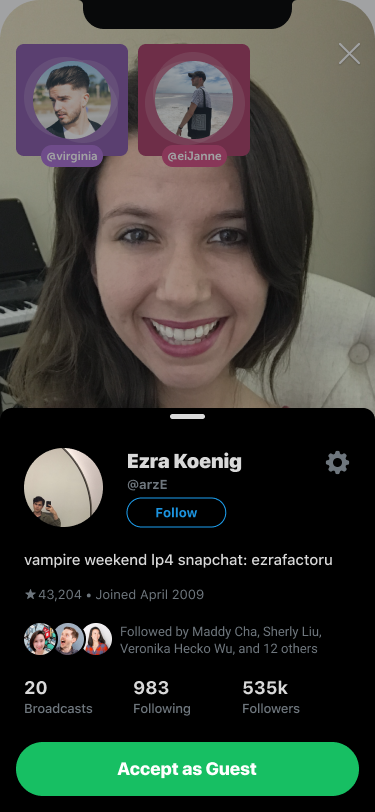 @virginia
@eiJanne
Ezra Koenig
@arzE
Follow
vampire weekend lp4 snapchat: ezrafactoru
★43,204 • Joined April 2009
Followed by Maddy Cha, Sherly Liu,
Veronika Hecko Wu, and 12 others
20 983 535k
Broadcasts Following Followers
Accept as Guest